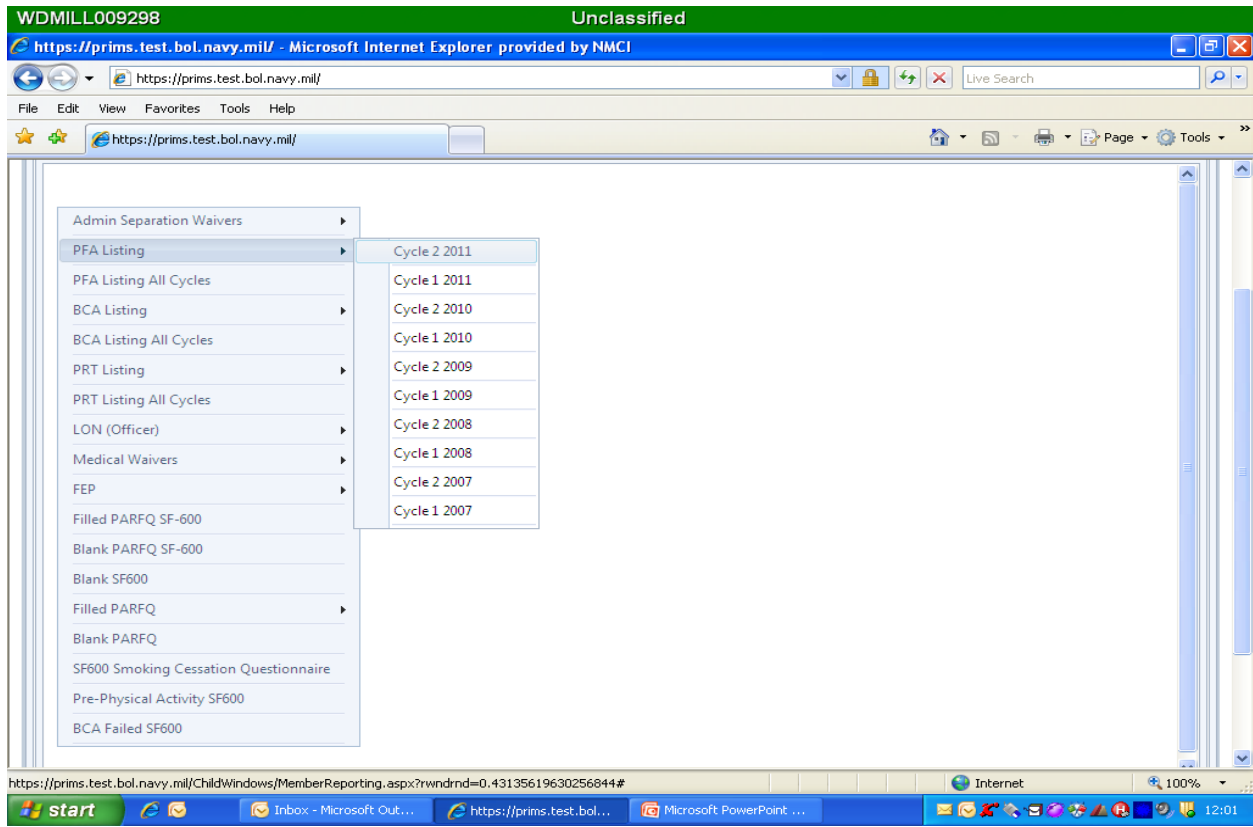 WDMILL009298 Unclassified
https://prims.test.bol.navy.mil/ - Microsoft Internet Explorer provided by NMCI
https://prims.test.bol.navy.mil/ Live Search
File Edit View Favorites Tools Help
https://prims.test.bol.navy.mil/ Page Tools »
Admin Separation Waivers
PFA Listing Cycle 2 2011
PFA Listing All Cycles Cycle 1 2011
BCA Listing Cycle 2 2010
BCA Listing All Cycles Cycle 1 2010
PRT Listing Cycle 2 2009
PRT Listing All Cycles Cycle 1 2009
LON (Officer) Cycle 2 2008
Medical Waivers Cycle 1 2008
FEP Cycle 2 2007
Filled PARFQ SF-600 Cycle 1 2007
Blank PARFQ SF-600
Blank SF600
Filled PARFQ
Blank PARFQ
SF600 Smoking Cessation Questionnaire
Pre-Physical Activity SF600
BCA Failed SF600
https://prims.test.bol.navy.mil/ChildWindows/MemberReporting.aspx?rwndrnd=0.43135619630256844# Internet 100%
start Inbox - Microsoft Out... https://prims.test.bol... Microsoft PowerPoint ... 12:01